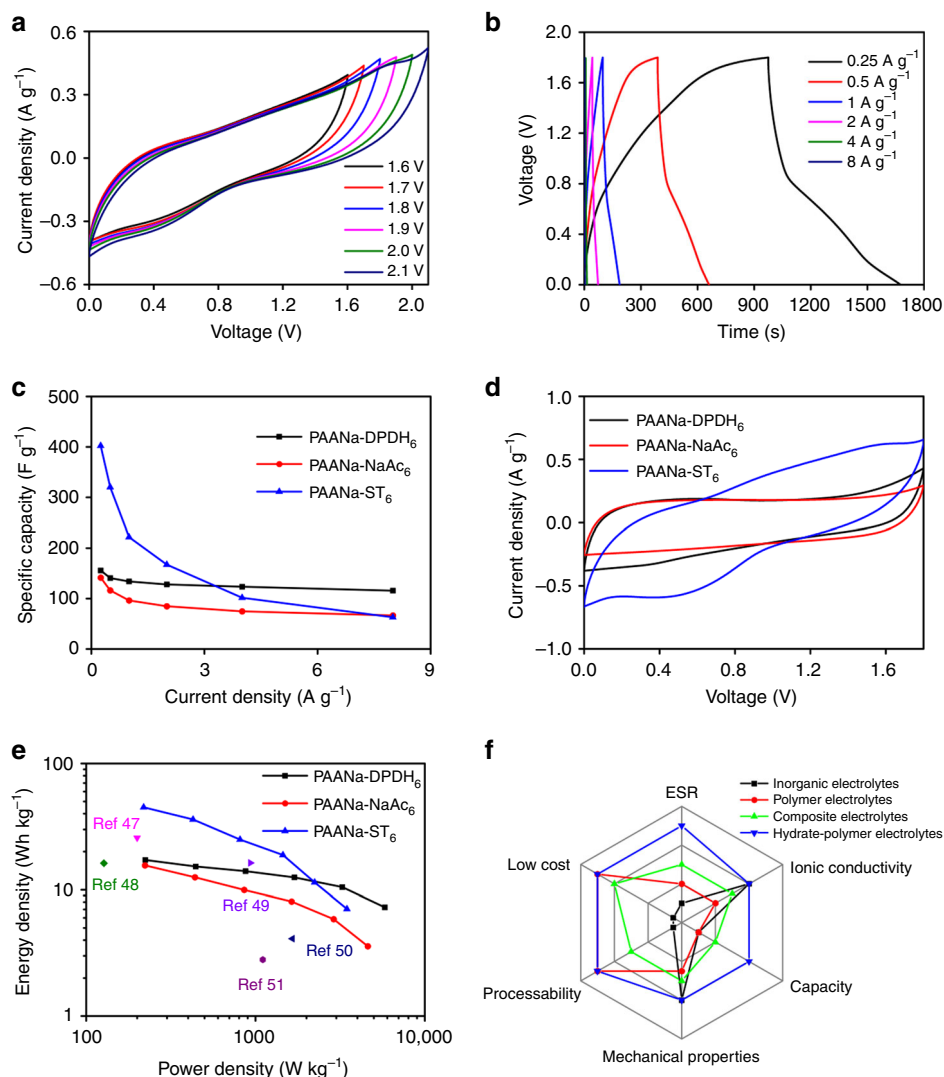 a
Current density (A g⁻¹)
0.6
0.3
0.0
−0.3
−0.6
0.0
0.4
0.8
1.2
1.6
2.0
Voltage (V)
1.6 V
1.7 V
1.8 V
1.9 V
2.0 V
2.1 V
b
Voltage (V)
2.0
1.6
1.2
0.8
0.4
0.0
0
300
600
900
1200
1500
1800
Time (s)
0.25 A g⁻¹
0.5 A g⁻¹
1 A g⁻¹
2 A g⁻¹
4 A g⁻¹
8 A g⁻¹
c
Specific capacity (F g⁻¹)
500
400
300
200
100
0
0
3
6
9
Current density (A g⁻¹)
PAANa-DPDH₆
PAANa-NaAc₆
PAANa-ST₆
d
Current density (A g⁻¹)
1.0
0.5
0.0
−0.5
−1.0
0.0
0.4
0.8
1.2
1.6
Voltage (V)
PAANa-DPDH₆
PAANa-NaAc₆
PAANa-ST₆
e
Energy density (Wh kg⁻¹)
100
10
1
100
1000
10,000
Power density (W kg⁻¹)
PAANa-DPDH₆
PAANa-NaAc₆
PAANa-ST₆
Ref 47
Ref 48
Ref 49
Ref 50
Ref 51
f
Inorganic electrolytes
Polymer electrolytes
Composite electrolytes
Hydrate-polymer electrolytes
ESR
Low cost
Ionic conductivity
Processability
Capacity
Mechanical properties